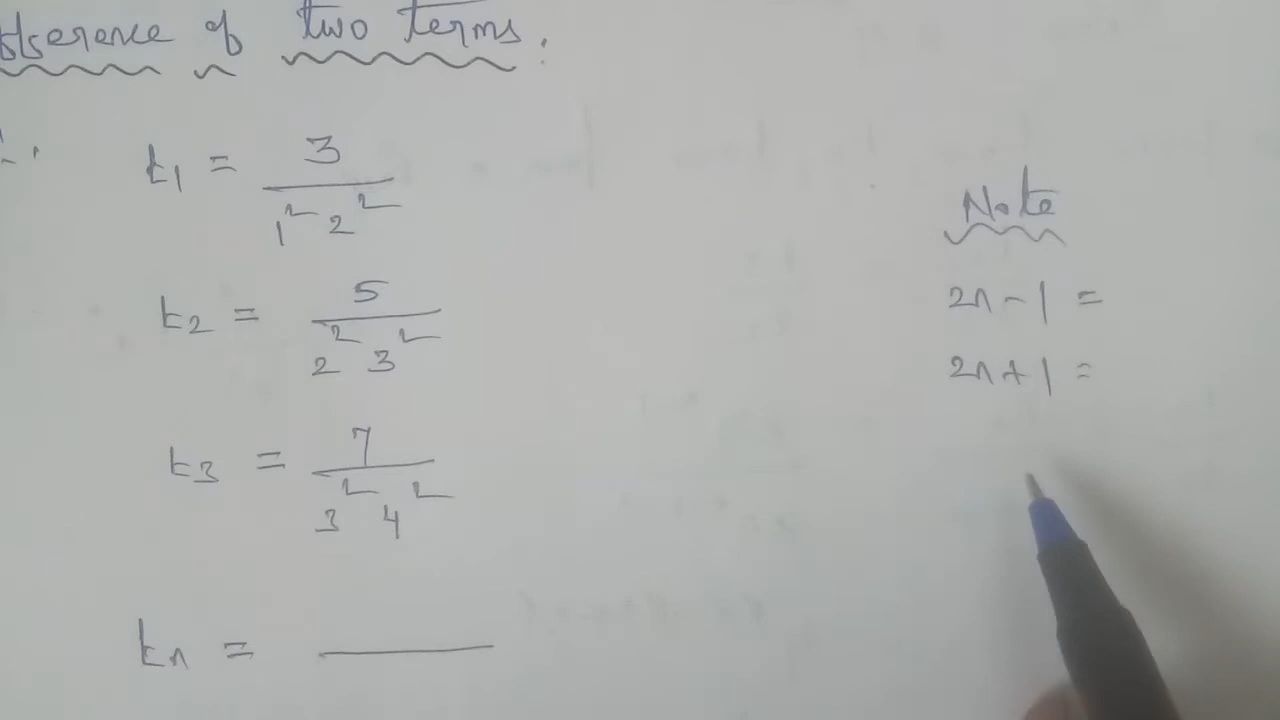 of two terms.
t₁ = 3 / 1² 2²
Note
t₂ = 5 / 2² 3²
2n - 1 =
2n + 1 =
t₃ = 7 / 3² 4²
tₙ =